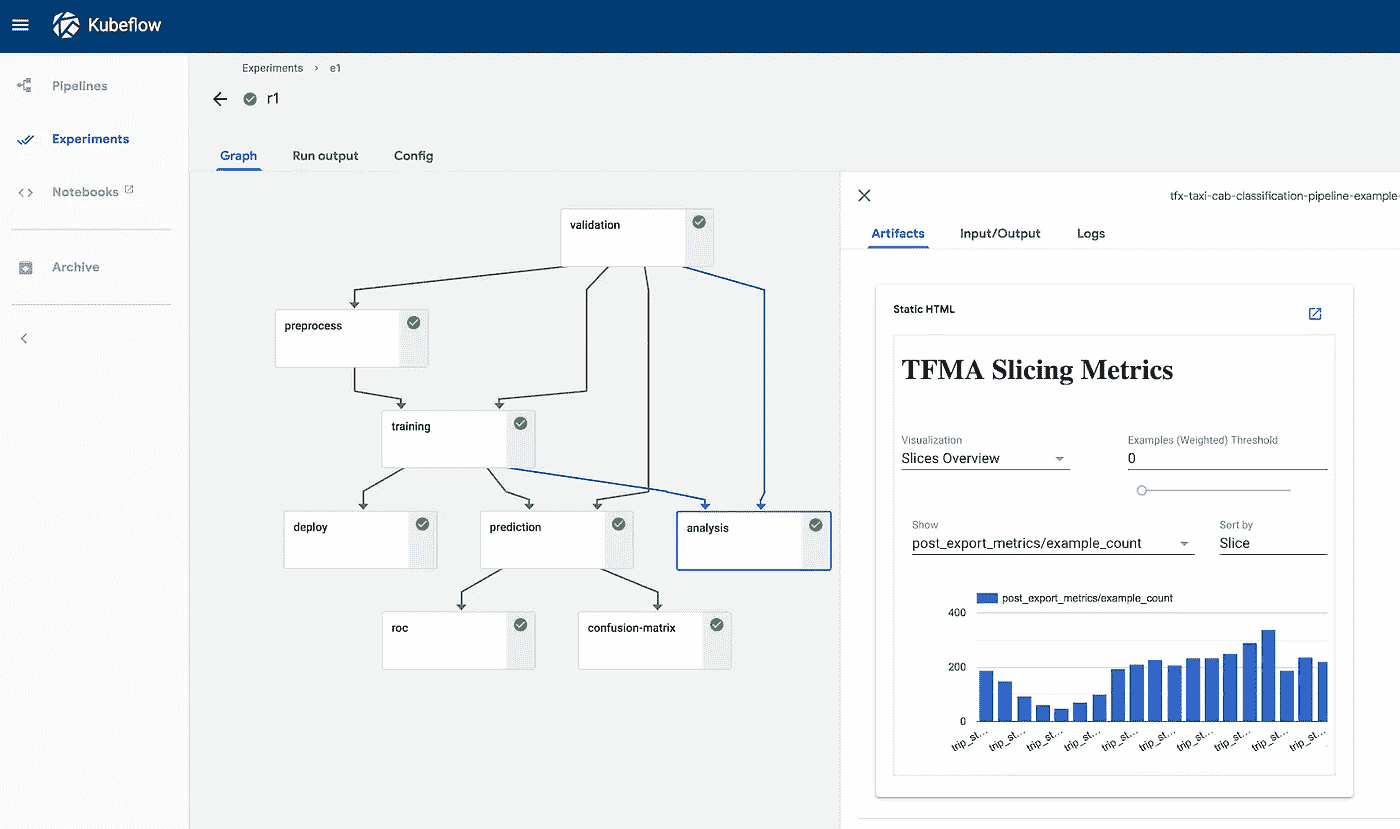 Kubeflow
Experiments > e1
Pipelines
r1
Experiments
Graph Run output Config
Notebooks
tfx-taxi-cab-classification-pipeline-example-
validation
Artifacts Input/Output Logs
Archive
Static HTML
preprocess
TFMA Slicing Metrics
training
Visualization Examples (Weighted) Threshold
Slices Overview 0
deploy prediction analysis
Show Sort by
post_export_metrics/example_count Slice
post_export_metrics/example_count
400
roc confusion-matrix
200
0
trip_st... trip_st... trip_st... trip_st... trip_st... trip_st... trip_st... trip_st... trip_st... trip_st...